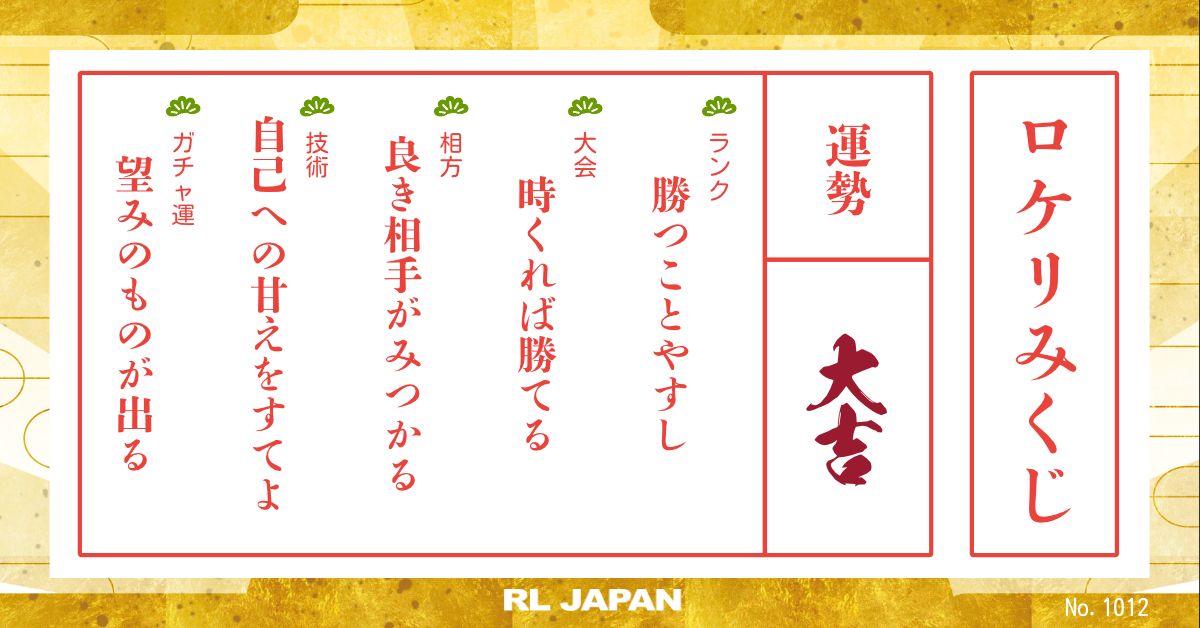 ロケリみくじ
運勢
大吉
ランク
勝つことやすし
大会
時くれば勝てる
相方
良き相手がみつかる
技術
自己への甘えをすてよ
ガチャ運
望みのものが出る
RL JAPAN
No. 1012